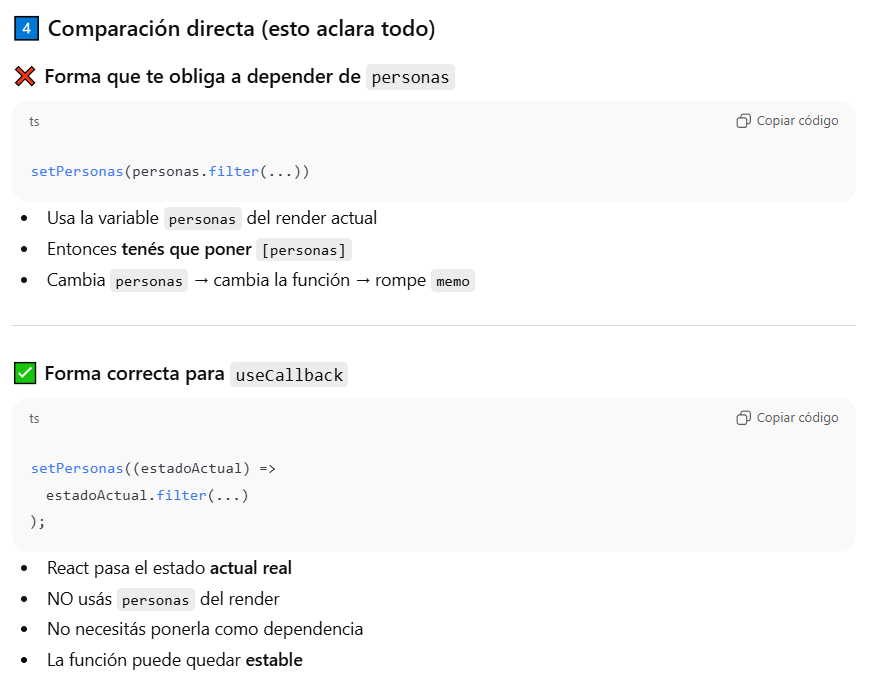 4 Comparación directa (esto aclara todo)
❌ Forma que te obliga a depender de personas
ts
Copiar código
setPersonas(personas.filter(...))
• Usa la variable personas del render actual
• Entonces tenés que poner [personas]
• Cambia personas → cambia la función → rompe memo
✅ Forma correcta para useCallback
ts
Copiar código
setPersonas((estadoActual) =>
estadoActual.filter(...)
);
• React pasa el estado actual real
• NO usás personas del render
• No necesitás ponerla como dependencia
• La función puede quedar estable